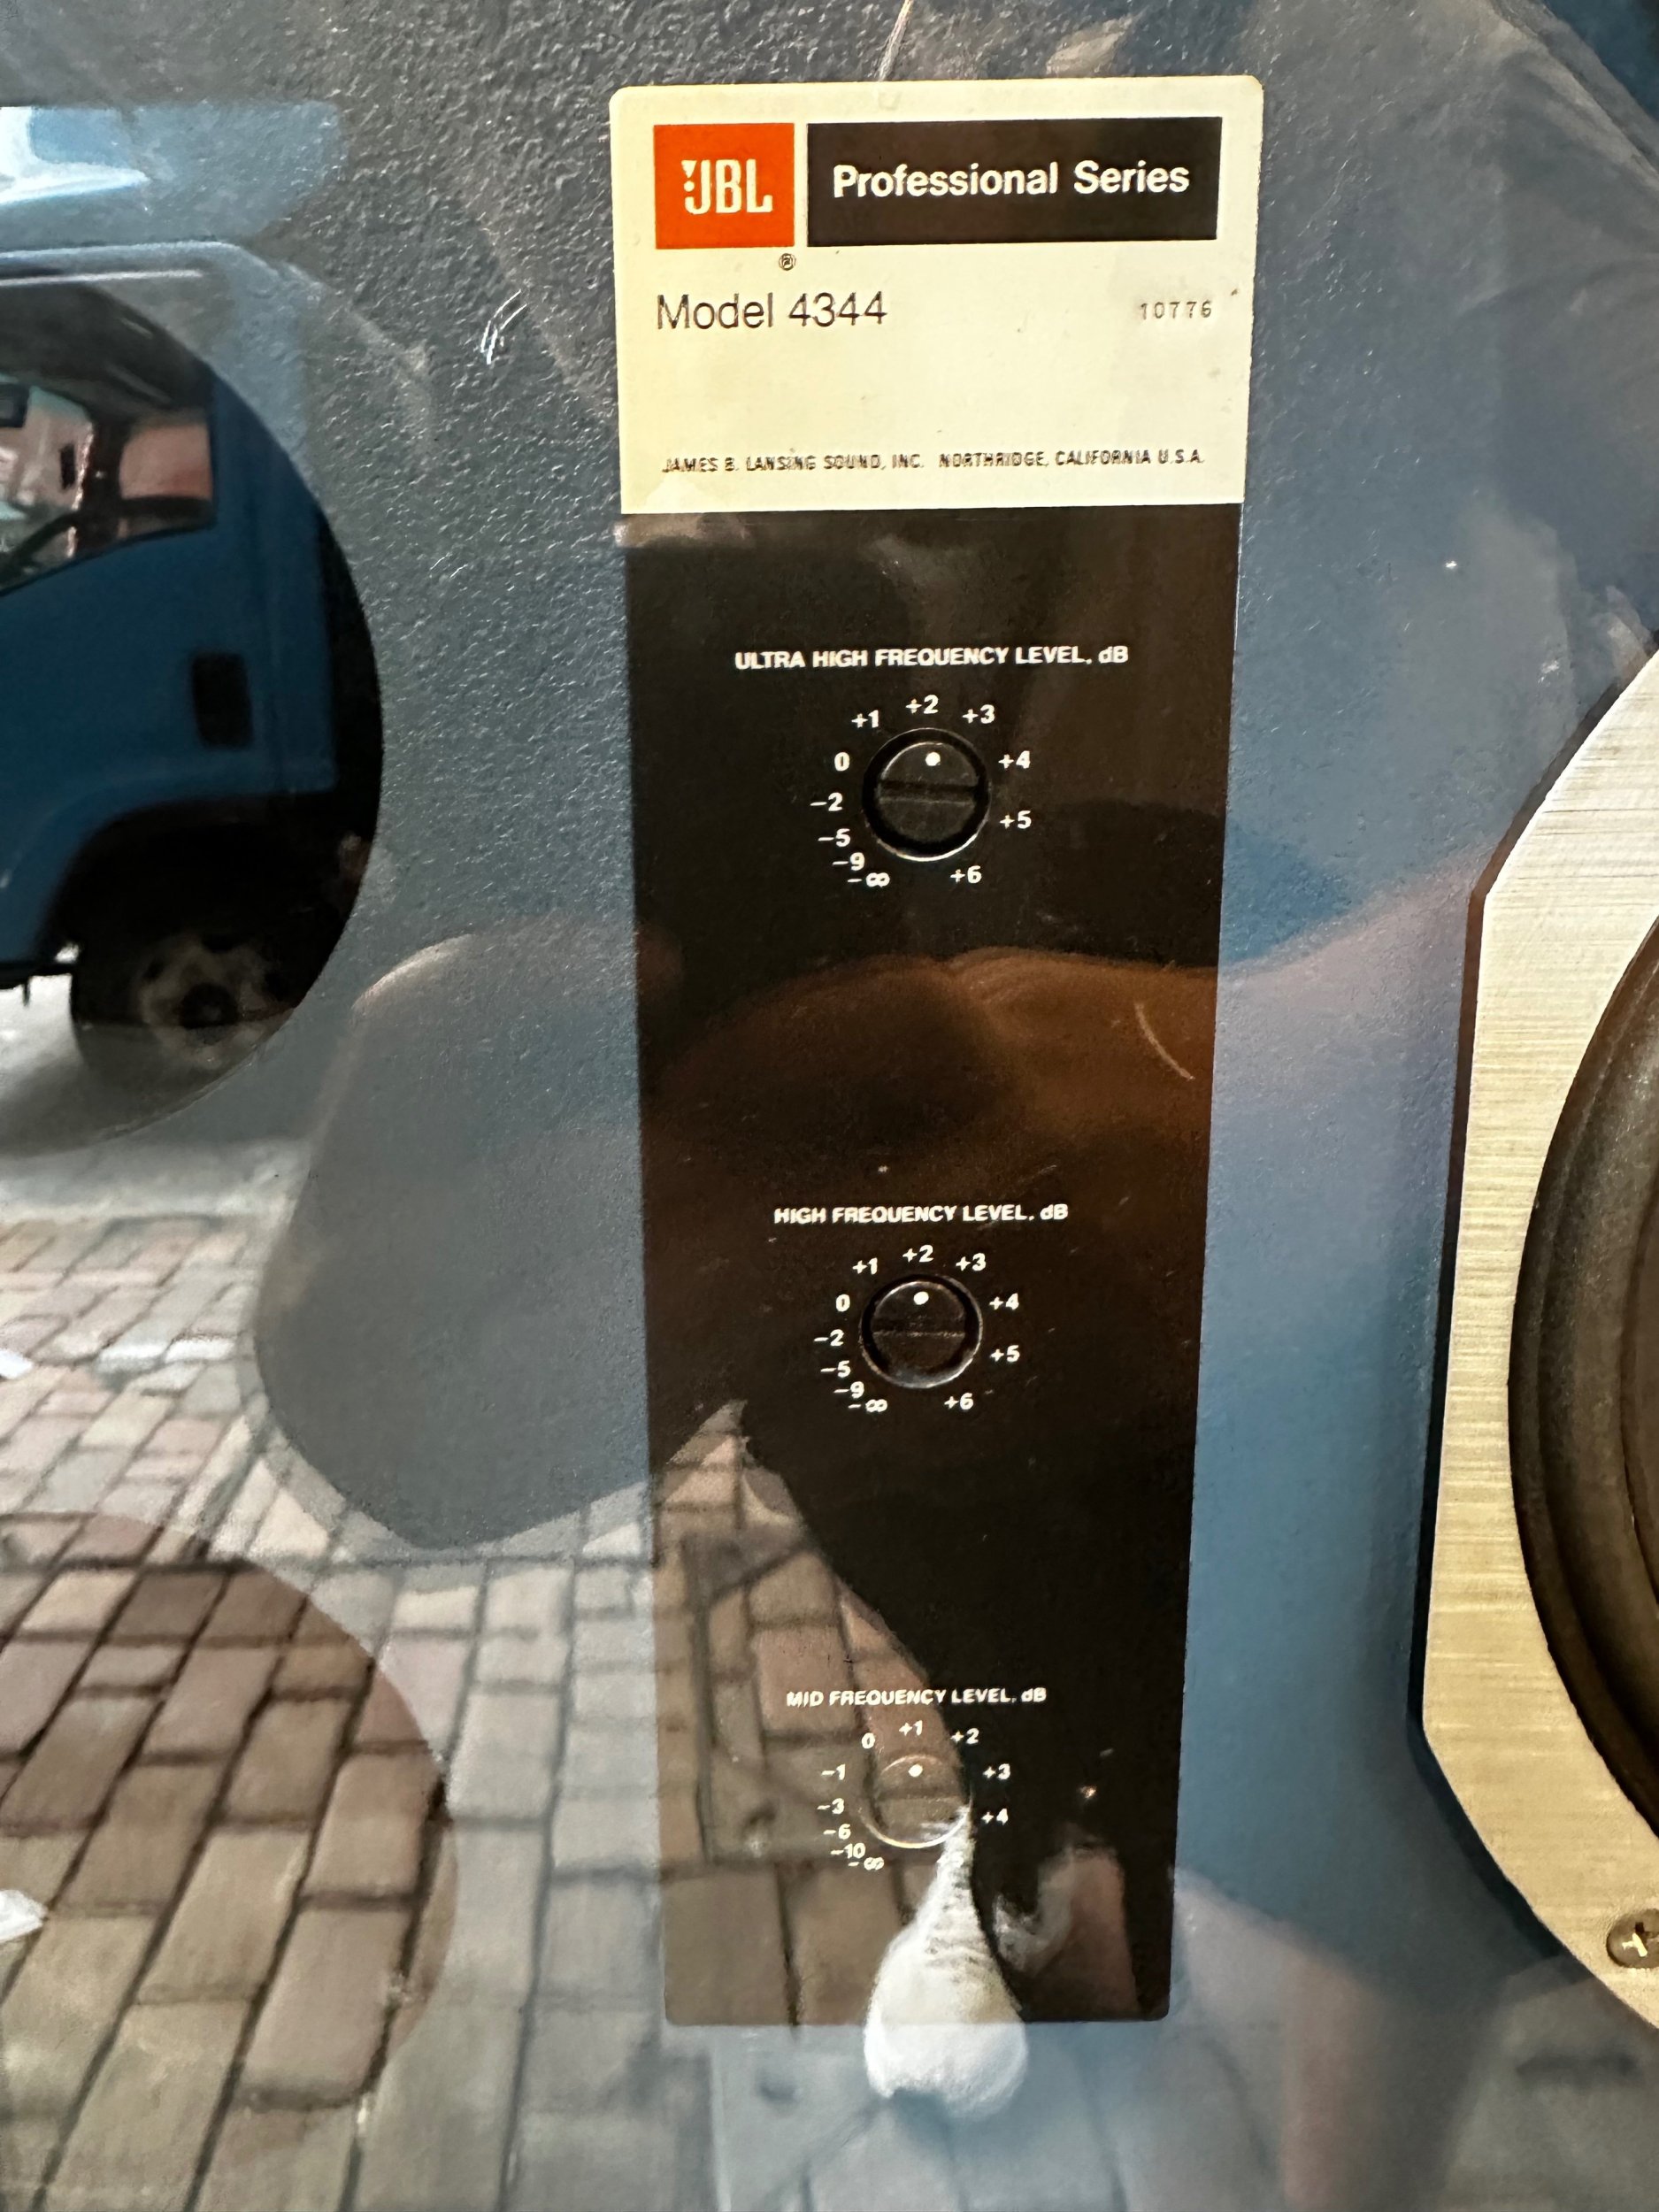 JBL Professional Series
®
Model 4344 10776
JAMES B. LANSING SOUND, INC. NORTHRIDGE, CALIFORNIA U.S.A.
ULTRA HIGH FREQUENCY LEVEL, dB
+1 +2 +3
0 +4
-2 +5
-5
-9
-∞ +6
HIGH FREQUENCY LEVEL, dB
+1 +2 +3
0 +4
-2 +5
-5
-9
-∞ +6
MID FREQUENCY LEVEL, dB
0 +1 +2
-1 +3
-3 +4
-6
-10
-∞